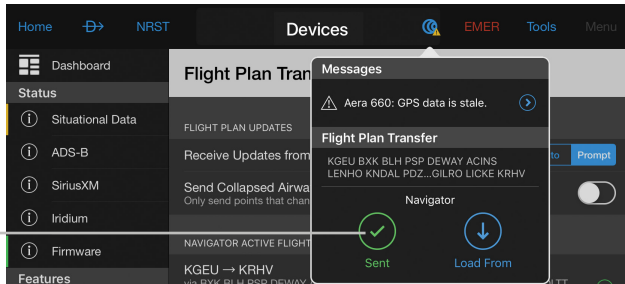 Home
NRST
Devices
EMER
Tools
Menu
Dashboard
Status
Situational Data
ADS-B
SiriusXM
Iridium
Firmware
Features
Flight Plan Tran
FLIGHT PLAN UPDATES
Receive Updates from
to
Prompt
Send Collapsed Airwa
Only send points that chan
NAVIGATOR ACTIVE FLIGHT
KGEU → KRHV
via BXK BLH PSP DEWAY
Messages
Aera 660: GPS data is stale.
Flight Plan Transfer
KGEU BXK BLH PSP DEWAY ACINS
LENHO KNDAL PDZ...GILRO LICKE KRHV
Navigator
Sent
Load From